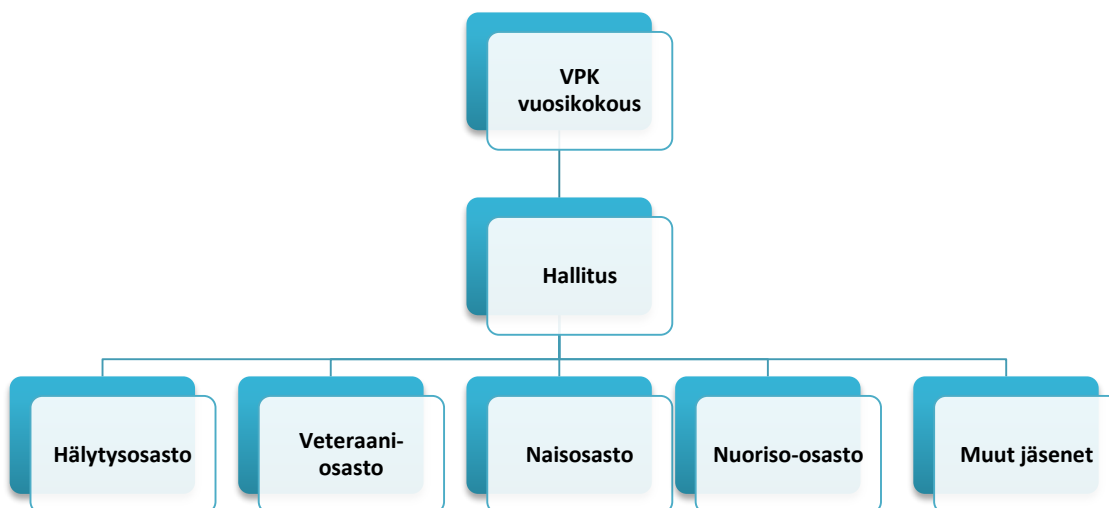 VPK
vuosikokous
Hallitus
Hälytysosasto
Veteraani-
osasto
Naisosasto
Nuoriso-osasto
Muut jäsenet